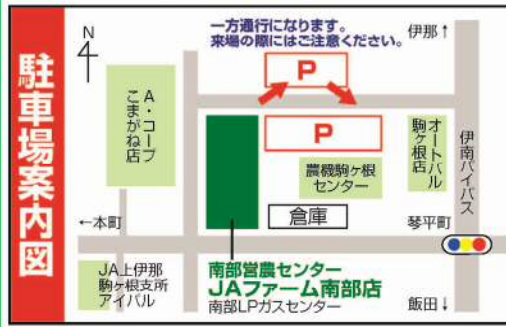 駐車場案内図
N
一方通行になります。
来場の際にはご注意ください。
伊那↑
P
A・コープ
こまがね店
P
オートパル
駒ヶ根店
伊南バイパス
農機駒ヶ根
センター
倉庫
←本町
琴平町
JA上伊那
駒ヶ根支所
アイパル
南部営農センター
JAファーム南部店
南部LPガスセンター
飯田↓